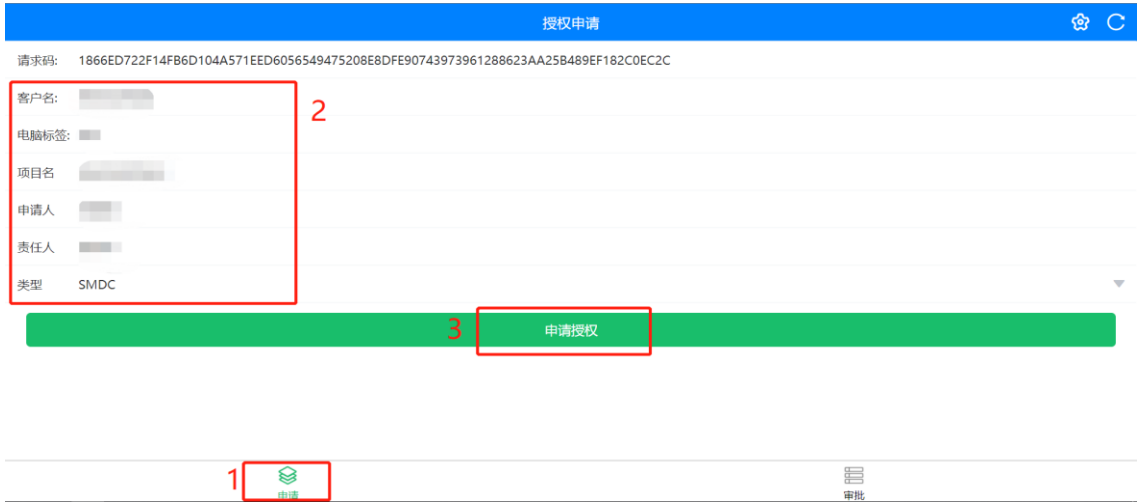 授权申请
请求码: 1866ED722F14FB6D104A571EED6056549475208E8DFE90743973961288623AA25B489EF182C0EC2C
客户名:
2
电脑标签:
项目名
申请人
责任人
类型 SMDC
3 申请授权
1 申请 审批